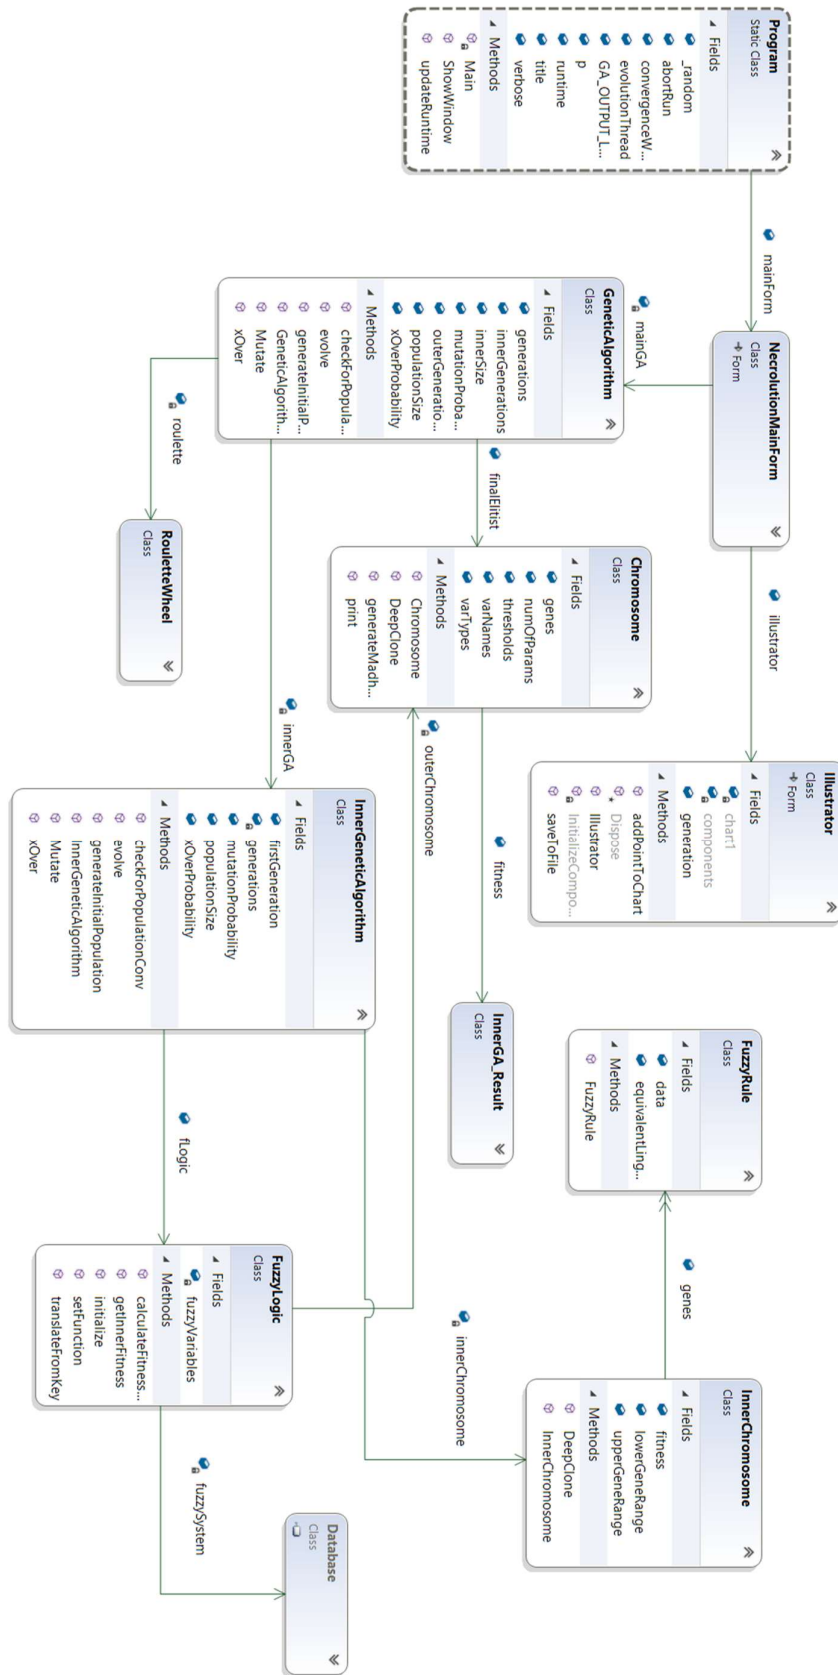 Program
Static Class
Fields
_random
abortRun
convergenceW...
evolutionThread
GA_OUTPUT_L...
p
runtime
title
verbose
Methods
Main
ShowWindow
updateRuntime
mainForm
NecrolutionMainForm
Class
Form
mainGA
illustrator
GeneticAlgorithm
Class
Fields
generations
innerGenerations
innerSize
mutationProba...
outerGeneratio...
populationSize
xOverProbability
Methods
checkForPopula...
evolve
generateInitialP...
GeneticAlgorith...
Mutate
xOver
roulette
RouletteWheel
Class
finalElitist
Chromosome
Class
Fields
genes
numOfParams
thresholds
varNames
varTypes
Methods
Chromosome
DeepClone
generateMadh...
print
Illustrator
Class
Form
Fields
chart1
components
generation
Methods
addPointToChart
Dispose
Illustrator
InitializeCompo...
saveToFile
innerGA
outerChromosome
fitness
InnerGeneticAlgorithm
Class
Fields
firstGeneration
generations
mutationProbability
populationSize
xOverProbability
Methods
checkForPopulationConv
evolve
generateInitialPopulation
InnerGeneticAlgorithm
Mutate
xOver
InnerGA_Result
Class
FuzzyRule
Class
Fields
data
equivalentLing...
Methods
FuzzyRule
fLogic
genes
FuzzyLogic
Class
Fields
fuzzyVariables
Methods
calculateFitness...
getInnerFitness
initialize
setFunction
translateFromKey
innerChromosome
InnerChromosome
Class
Fields
fitness
lowerGeneRange
upperGeneRange
Methods
DeepClone
InnerChromosome
fuzzySystem
Database
Class